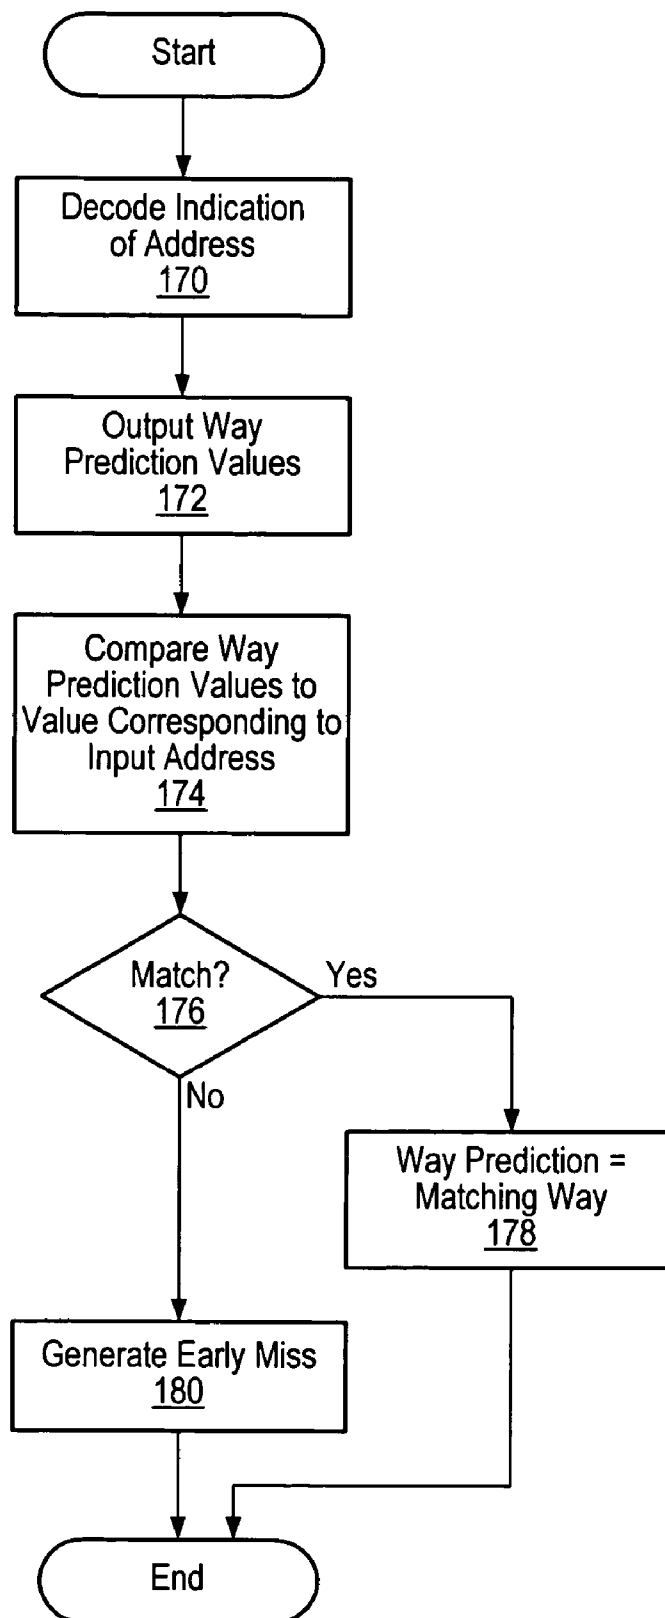 Start
Decode Indication
of Address
170
Output Way
Prediction Values
172
Compare Way
Prediction Values to
Value Corresponding to
Input Address
174
Match?
176
Yes
No
Way Prediction =
Matching Way
178
Generate Early Miss
180
End